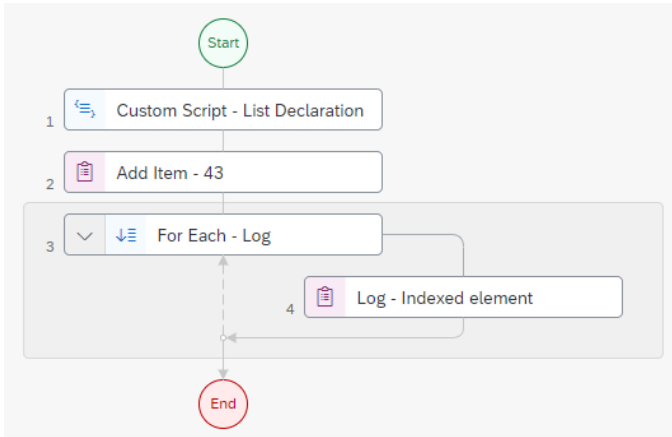 Start
1 Custom Script - List Declaration
2 Add Item - 43
3 For Each - Log
4 Log - Indexed element
End